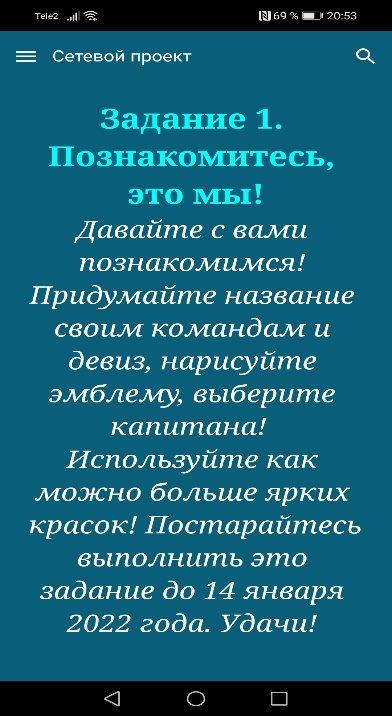 Tele2 69 % 20:53
Сетевой проект
Задание 1.
Познакомитесь,
это мы!
Давайте с вами
познакомимся!
Придумайте название
своим командам и
девиз, нарисуйте
эмблему, выберите
капитана!
Используйте как
можно больше ярких
красок! Постарайтесь
выполнить это
задание до 14 января
2022 года. Удачи!